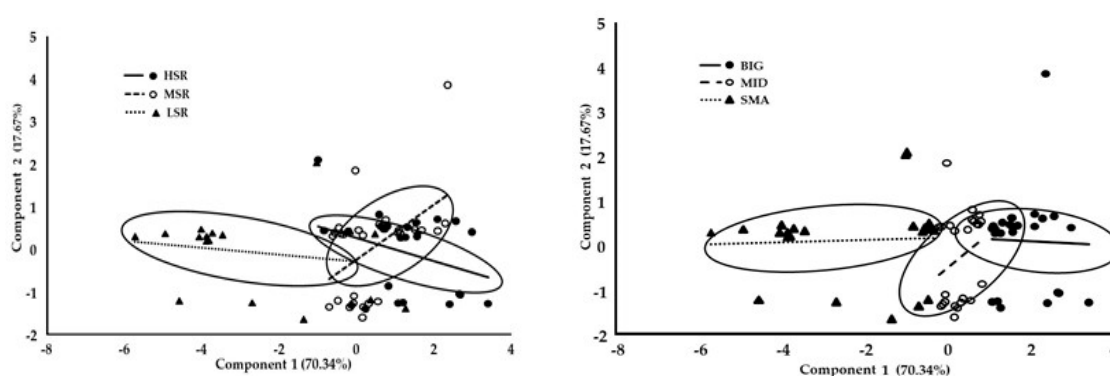 5
4
3
2
1
0
-1
-2
Component 2 (17.67%)
HSR
MSR
LSR
-8 -6 -4 -2 0 2 4
Component 1 (70.34%)
5
4
3
2
1
0
-1
-2
Component 2 (17.67%)
BIG
MID
SMA
-8 -6 -4 -2 0 2 4
Component 1 (70.34%)